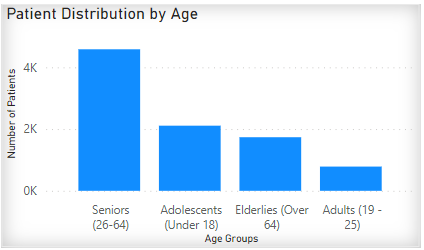 Patient Distribution by Age
Number of Patients
4K
2K
0K
Seniors
(26-64)
Adolescents
(Under 18)
Elderlies (Over
64)
Adults (19 -
25)
Age Groups